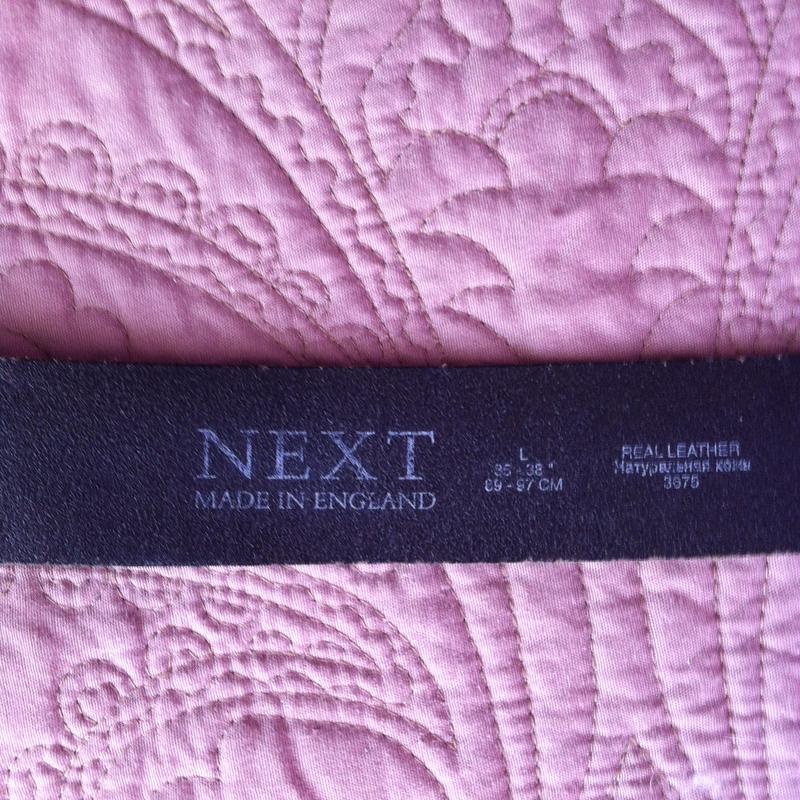 NEXT
MADE IN ENGLAND
L
35 - 38 "
89 - 97 CM
REAL LEATHER
Натуральная кожа
3675